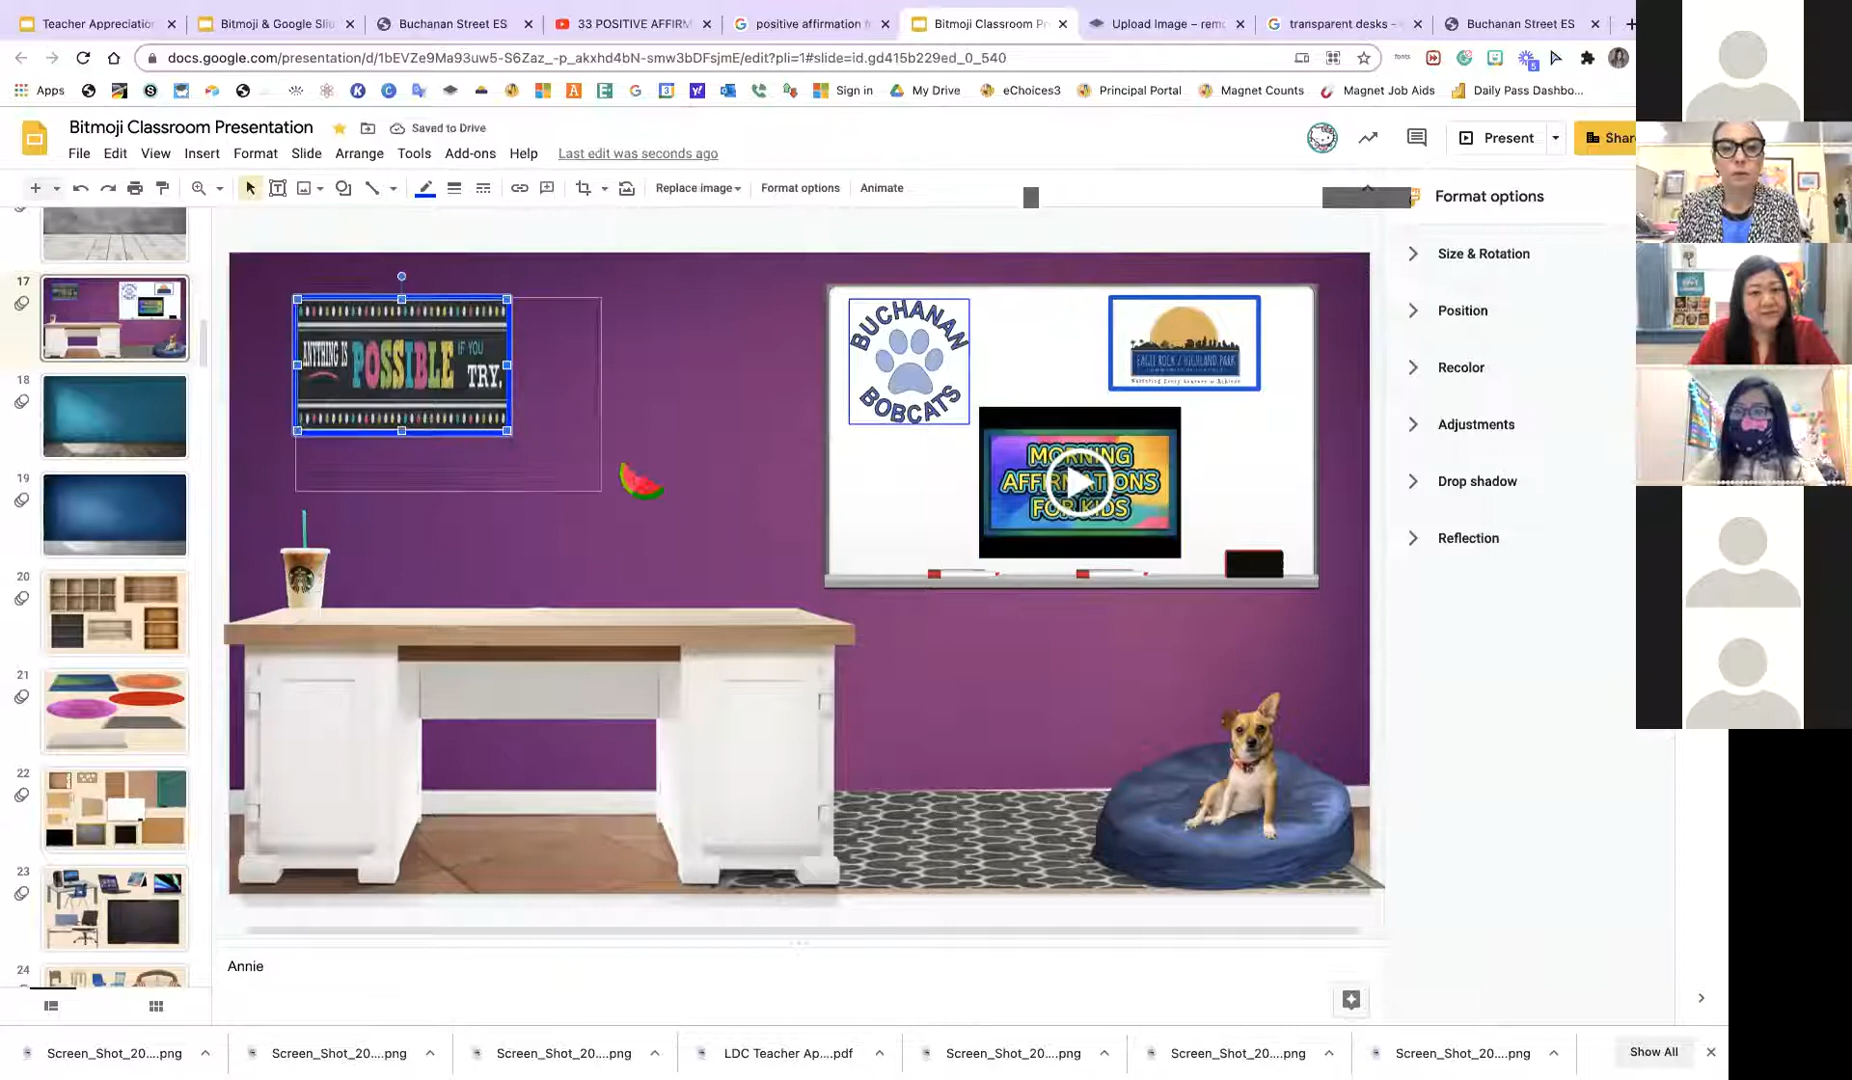 Teacher Appreciation
Bitmoji & Google Sli
Buchanan Street ES
33 POSITIVE AFFIRM
positive affirmation f
Bitmoji Classroom Pr
Upload Image – rem
transparent desks -
Buchanan Street ES
docs.google.com/presentation/d/1bEVZe9Ma93uw5-S6Zaz_-p_akxhd4bN-smw3bDFsjmE/edit?pli=1#slide=id.gd415b229ed_0_540
Apps
Sign in
My Drive
eChoices3
Principal Portal
Magnet Counts
Magnet Job Aids
Daily Pass Dashbo...
Bitmoji Classroom Presentation
Saved to Drive
Present
Share
File Edit View Insert Format Slide Arrange Tools Add-ons Help
Last edit was seconds ago
Replace image
Format options
Animate
Format options
Size & Rotation
Position
Recolor
Adjustments
Drop shadow
Reflection
17
18
19
20
21
22
23
24
ANYTHING IS POSSIBLE IF YOU TRY.
BUCHANAN
BOBCATS
EAGLE ROCK / HIGHLAND PARK
MORNING
AFFIRMATIONS
FOR KIDS
Annie
Screen_Shot_20....png
Screen_Shot_20....png
Screen_Shot_20....png
LDC Teacher Ap....pdf
Screen_Shot_20....png
Screen_Shot_20....png
Screen_Shot_20....png
Show All